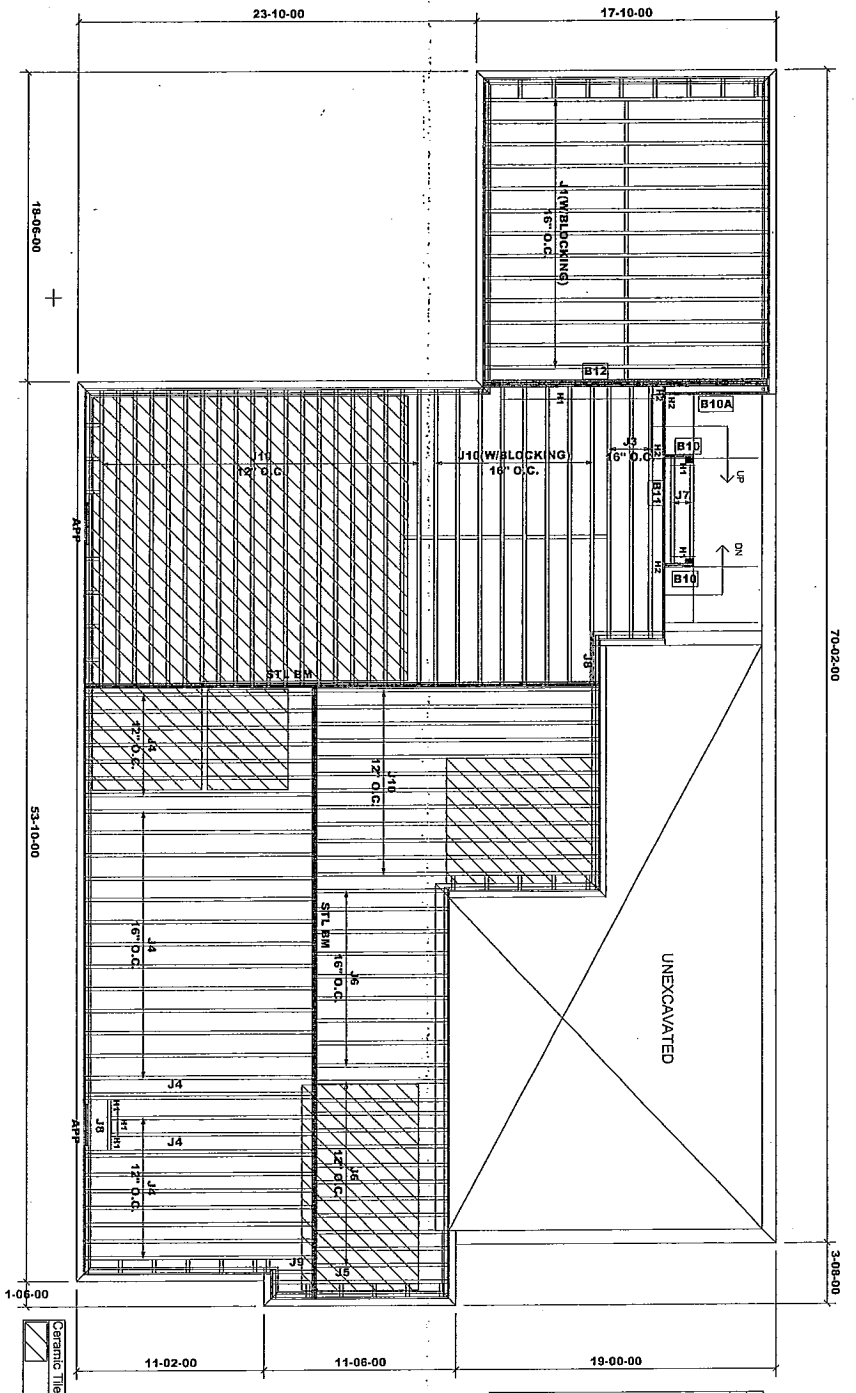 23-10-00
17-10-00
18-06-00
53-10-00
1-06-00
70-02-00
3-08-00
11-02-00
11-06-00
19-00-00
J1(W/BLOCKING)
16" O.C.
B12
H1
H2
H2
B10A
J3
16" O.C.
H2
B10
H1
J7
B11
UP
DN
H1
H2
B10
J10
12" O.C.
J10(W/BLOCKING)
16" O.C.
APP
STL BM
J8
J4
12" O.C.
J10
12" O.C.
J4
16" O.C.
STL BM
J6
16" O.C.
UNEXCAVATED
J4
H1
H1
H1
J8
J4
APP
J4
12" O.C.
12" O.C.
J9
J5
Ceramic Tile